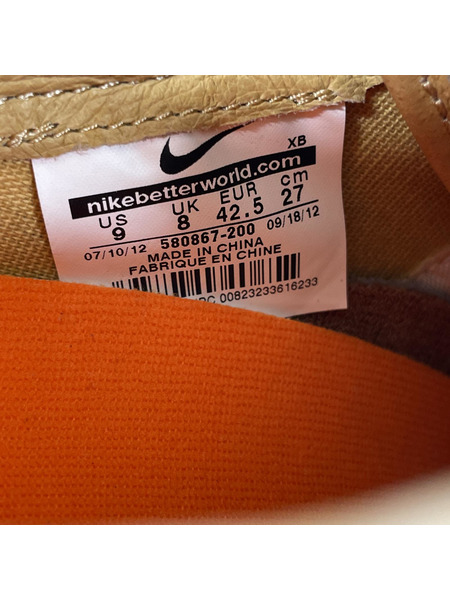 XB
nikebetterworld.com
US UK EUR cm
9 8 42.5 27
07/10/12 580867-200 09/18/12
MADE IN CHINA
FABRIQUE EN CHINE
00823233616233